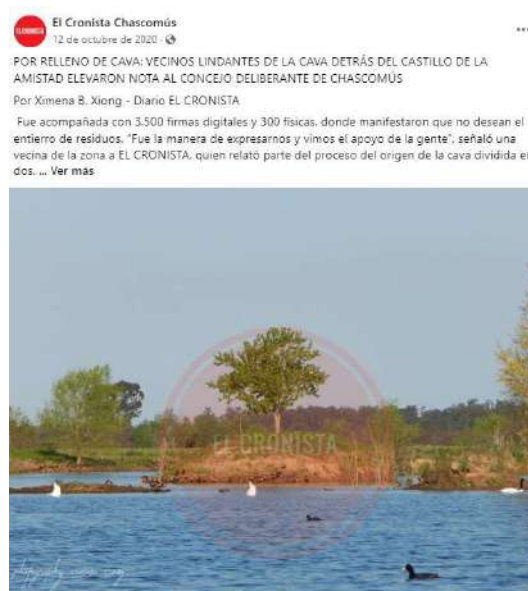 EL CRONISTA
El Cronista Chascomús
12 de octubre de 2020 ·
POR RELLENO DE CAVA: VECINOS LINDANTES DE LA CAVA DETRÁS DEL CASTILLO DE LA
AMISTAD ELEVARON NOTA AL CONCEJO DELIBERANTE DE CHASCOMÚS
Por Ximena B. Xiong - Diario EL CRONISTA
Fue acompañada con 3.500 firmas digitales y 300 físicas, donde manifestaron que no desean el
entierro de residuos. "Fue la manera de expresarnos y vimos el apoyo de la gente", señaló una
vecina de la zona a EL CRONISTA, quien relató parte del proceso del origen de la cava dividida en
dos. ... Ver más
EL CRONISTA